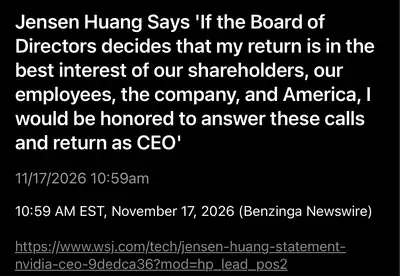 Jensen Huang Says 'If the Board of
Directors decides that my return is in the
best interest of our shareholders, our
employees, the company, and America, I
would be honored to answer these calls
and return as CEO'
11/17/2026 10:59am
10:59 AM EST, November 17, 2026 (Benzinga Newswire)
https://www.wsj.com/tech/jensen-huang-statement-
nvidia-ceo-9dedca36?mod=hp_lead_pos2